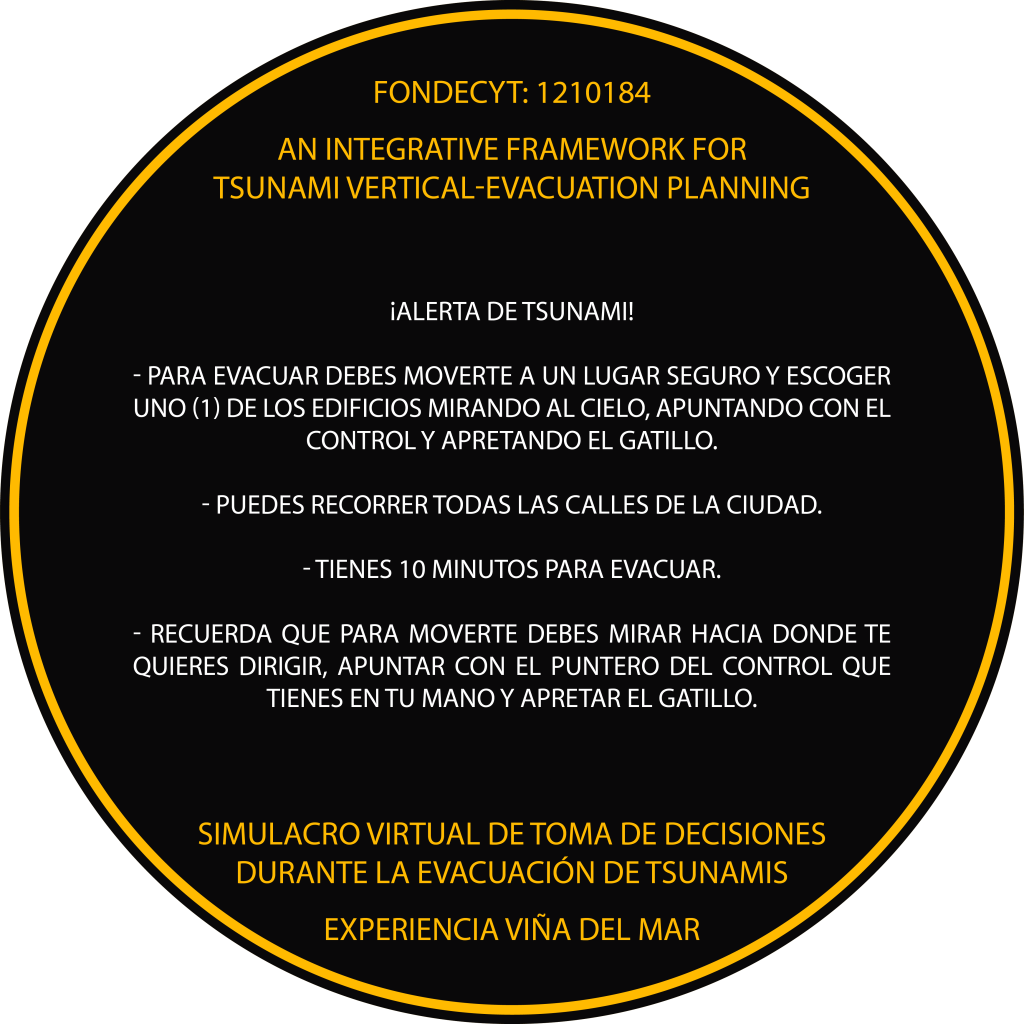 FONDECYT: 1210184
AN INTEGRATIVE FRAMEWORK FOR
TSUNAMI VERTICAL-EVACUATION PLANNING
¡ALERTA DE TSUNAMI!
- PARA EVACUAR DEBES MOVERTE A UN LUGAR SEGURO Y ESCOGER
UNO (1) DE LOS EDIFICIOS MIRANDO AL CIELO, APUNTANDO CON EL
CONTROL Y APRETANDO EL GATILLO.
- PUEDES RECORRER TODAS LAS CALLES DE LA CIUDAD.
- TIENES 10 MINUTOS PARA EVACUAR.
- RECUERDA QUE PARA MOVERTE DEBES MIRAR HACIA DONDE TE
QUIERES DIRIGIR, APUNTAR CON EL PUNTERO DEL CONTROL QUE
TIENES EN TU MANO Y APRETAR EL GATILLO.
SIMULACRO VIRTUAL DE TOMA DE DECISIONES
DURANTE LA EVACUACIÓN DE TSUNAMIS
EXPERIENCIA VIÑA DEL MAR